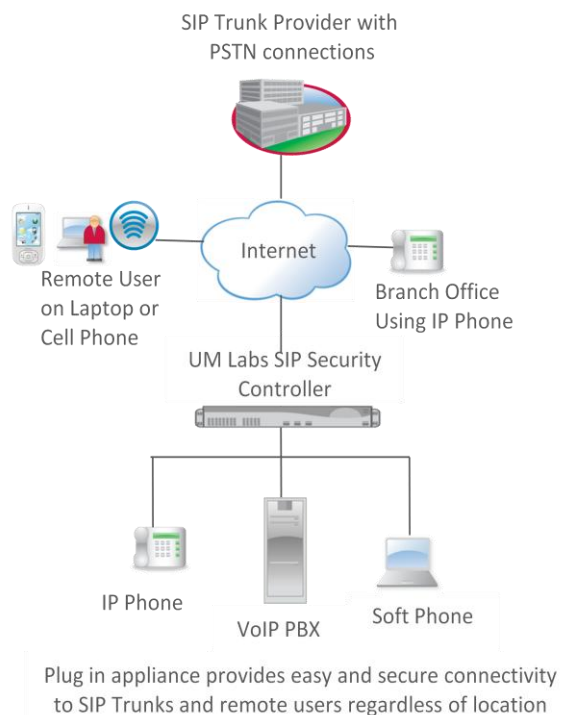 SIP Trunk Provider with
PSTN connections
Internet
Remote User
on Laptop or
Cell Phone
Branch Office
Using IP Phone
UM Labs SIP Security
Controller
IP Phone
VoIP PBX
Soft Phone
Plug in appliance provides easy and secure connectivity
to SIP Trunks and remote users regardless of location